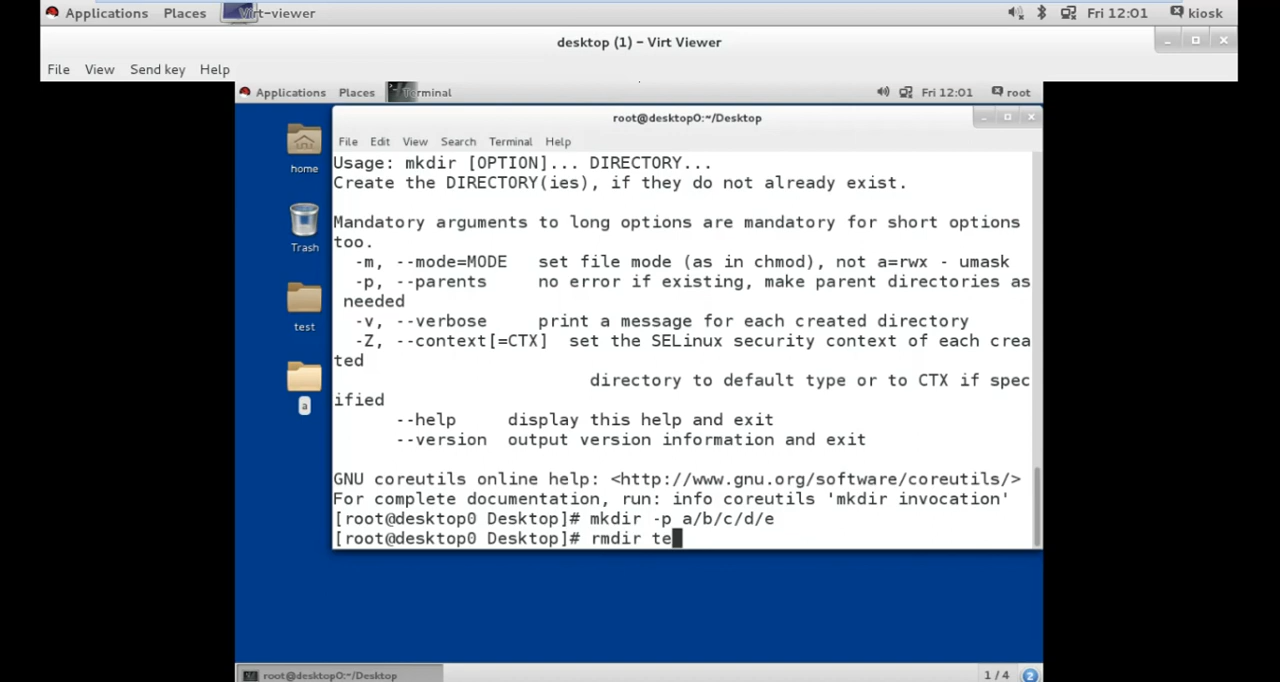 Applications Places Virt-viewer Fri 12:01 kiosk
desktop (1) – Virt Viewer
File View Send key Help
Applications Places Terminal Fri 12:01 root
root@desktop0:~/Desktop
File Edit View Search Terminal Help
home
Trash
test
a
Usage: mkdir [OPTION]... DIRECTORY...
Create the DIRECTORY(ies), if they do not already exist.
Mandatory arguments to long options are mandatory for short options
too.
-m, --mode=MODE set file mode (as in chmod), not a=rwx - umask
-p, --parents no error if existing, make parent directories as
needed
-v, --verbose print a message for each created directory
-Z, --context[=CTX] set the SELinux security context of each crea
ted
directory to default type or to CTX if spec
ified
--help display this help and exit
--version output version information and exit
GNU coreutils online help: <http://www.gnu.org/software/coreutils/>
For complete documentation, run: info coreutils 'mkdir invocation'
[root@desktop0 Desktop]# mkdir -p a/b/c/d/e
[root@desktop0 Desktop]# rmdir te
root@desktop0:~/Desktop 1 / 4 2